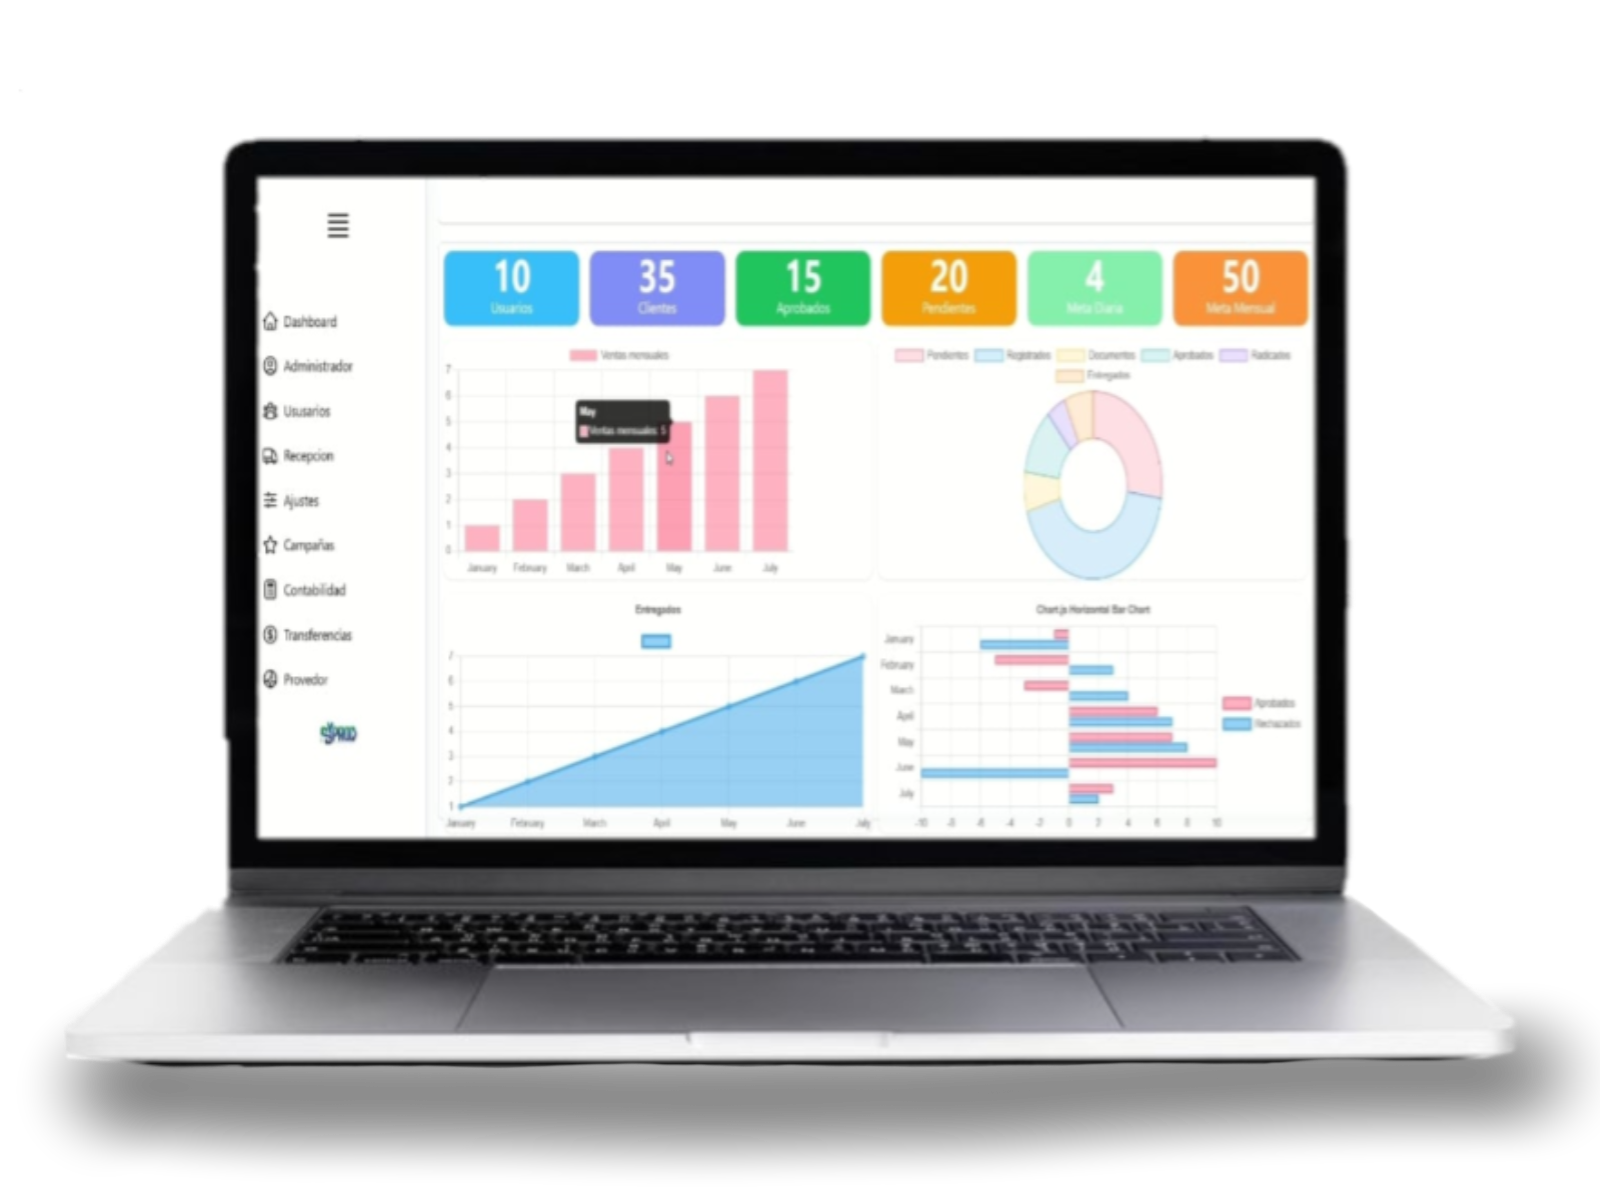 Dashboard
Administrador
Ususarios
Recepcion
Ajustes
Campañas
Contabilidad
Transferencias
Provedor
10
Usuarios
35
Clientes
15
Aprobados
20
Pendientes
4
Meta Diaria
50
Meta Mensual
Ventas mensuales
7
6
5
4
3
2
1
0
May
Ventas mensuales: 5
January February March April May June July
Pendientes Registrados Documentos Aprobados Radicados
Entregados
Entregados
7
6
5
4
3
2
1
January February March April May June July
Chart.js Horizontal Bar Chart
January
February
March
April
May
June
July
Aprobados
Rechazados
-10 -8 -6 -4 -2 0 2 4 6 8 10